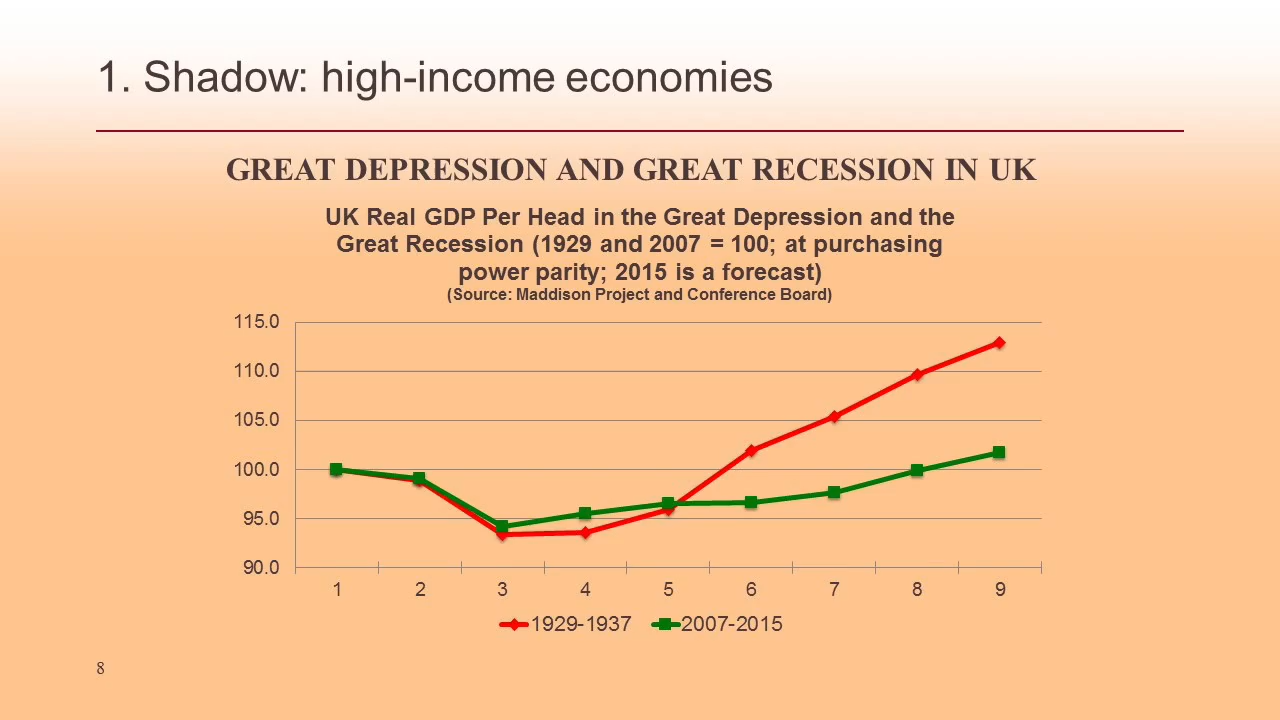 1. Shadow: high-income economies
GREAT DEPRESSION AND GREAT RECESSION IN UK
UK Real GDP Per Head in the Great Depression and the
Great Recession (1929 and 2007 = 100; at purchasing
power parity; 2015 is a forecast)
(Source: Maddison Project and Conference Board)
115.0
110.0
105.0
100.0
95.0
90.0
1 2 3 4 5 6 7 8 9
1929-1937 2007-2015
8